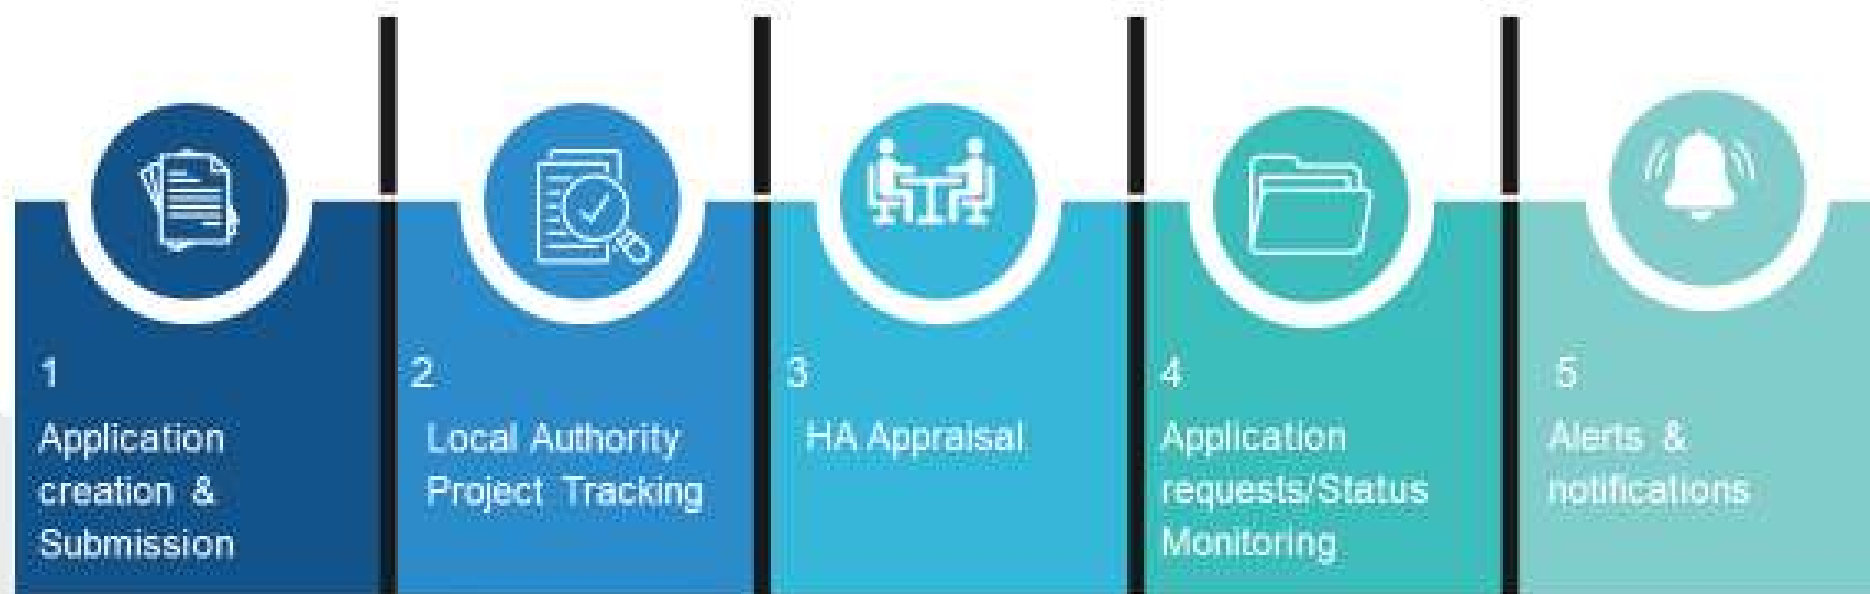 1
Application
creation &
Submission
2
Local Authority
Project Tracking
3
HA Appraisal
4
Application
requests/Status
Monitoring
5
Alerts &
notifications